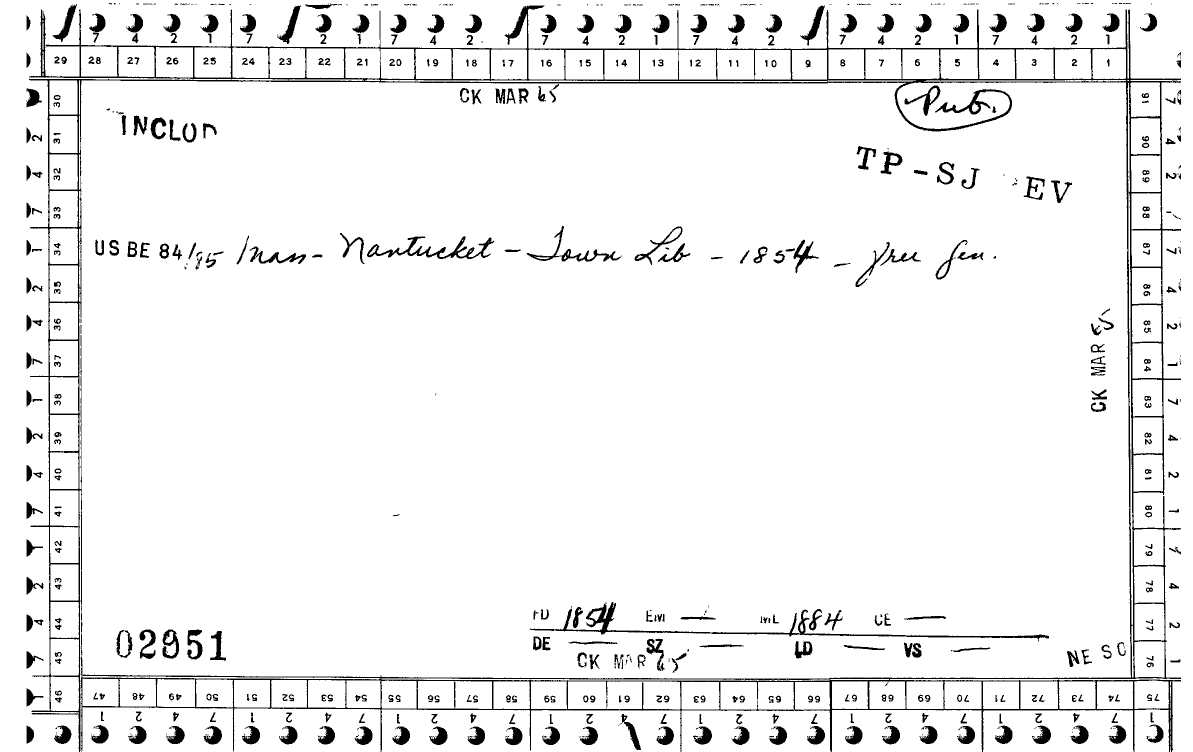 7 4 2 1 7 4 2 1 7 4 2 1 7 4 2 1 7 4 2 1 7 4 2 1 7 4 2 1
29 28 27 26 25 24 23 22 21 20 19 18 17 16 15 14 13 12 11 10 9 8 7 6 5 4 3 2 1
CK MAR 65
Pub.
INCLUD
TP-SJ EV
US BE 84/85 Mass- Nantucket - Town Lib - 1854 - free gen.
CK MAR 65
FD 1854 EM — ML 1884 CE —
DE — SZ — LD — VS —
02951
CK MAR 65
NE SC
30 31 32 33 34 35 36 37 38 39 40 41 42 43 44 45 46
47 48 49 50 51 52 53 54 55 56 57 58 59 60 61 62 63 64 65 66 67 68 69 70 71 72 73 74 75
1 2 4 7 1 2 4 7 1 2 4 7 1 2 4 7 1 2 4 7 1 2 4 7 1 2 4 7 1
76 77 78 79 80 81 82 83 84 85 86 87 88 89 90 91